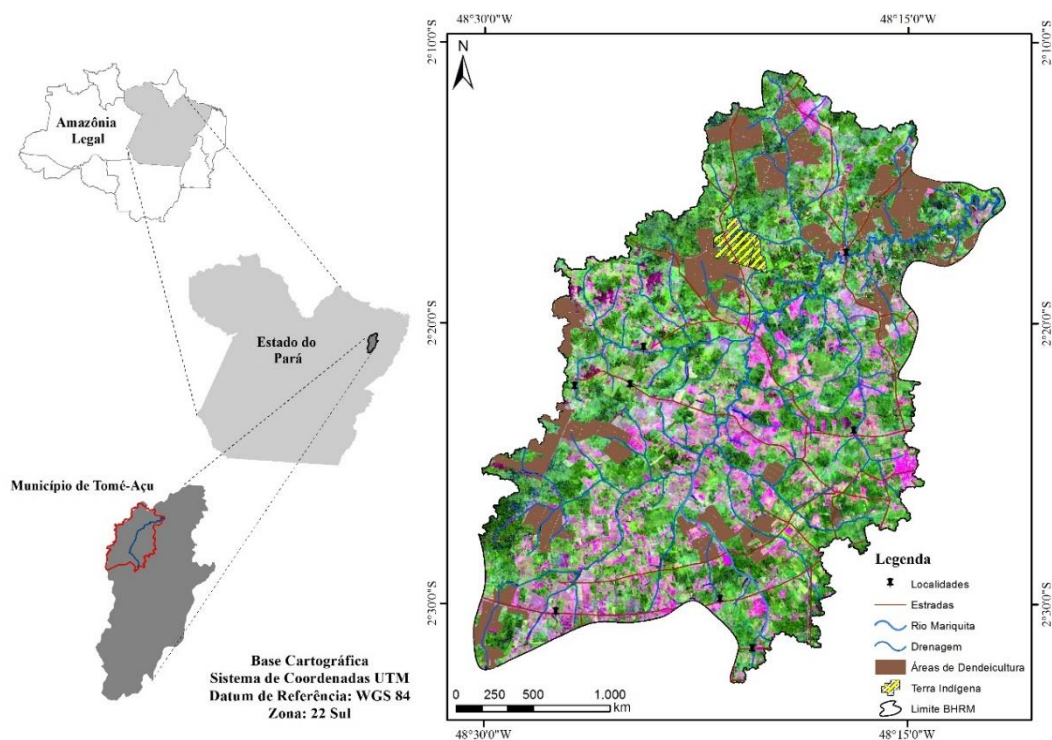 Amazônia
Legal
Estado do
Pará
Município de Tomé-Açu
Base Cartográfica
Sistema de Coordenadas UTM
Datum de Referência: WGS 84
Zona: 22 Sul
48°30'0"W
48°15'0"W
2°10'0"S
2°10'0"S
N
2°20'0"S
2°20'0"S
2°30'0"S
2°30'0"S
Legenda
Localidades
Estradas
Rio Mariquita
Drenagem
Áreas de Dendeicultura
Terra Indígena
Limite BHRM
0 250 500 1.000
km
48°30'0"W
48°15'0"W